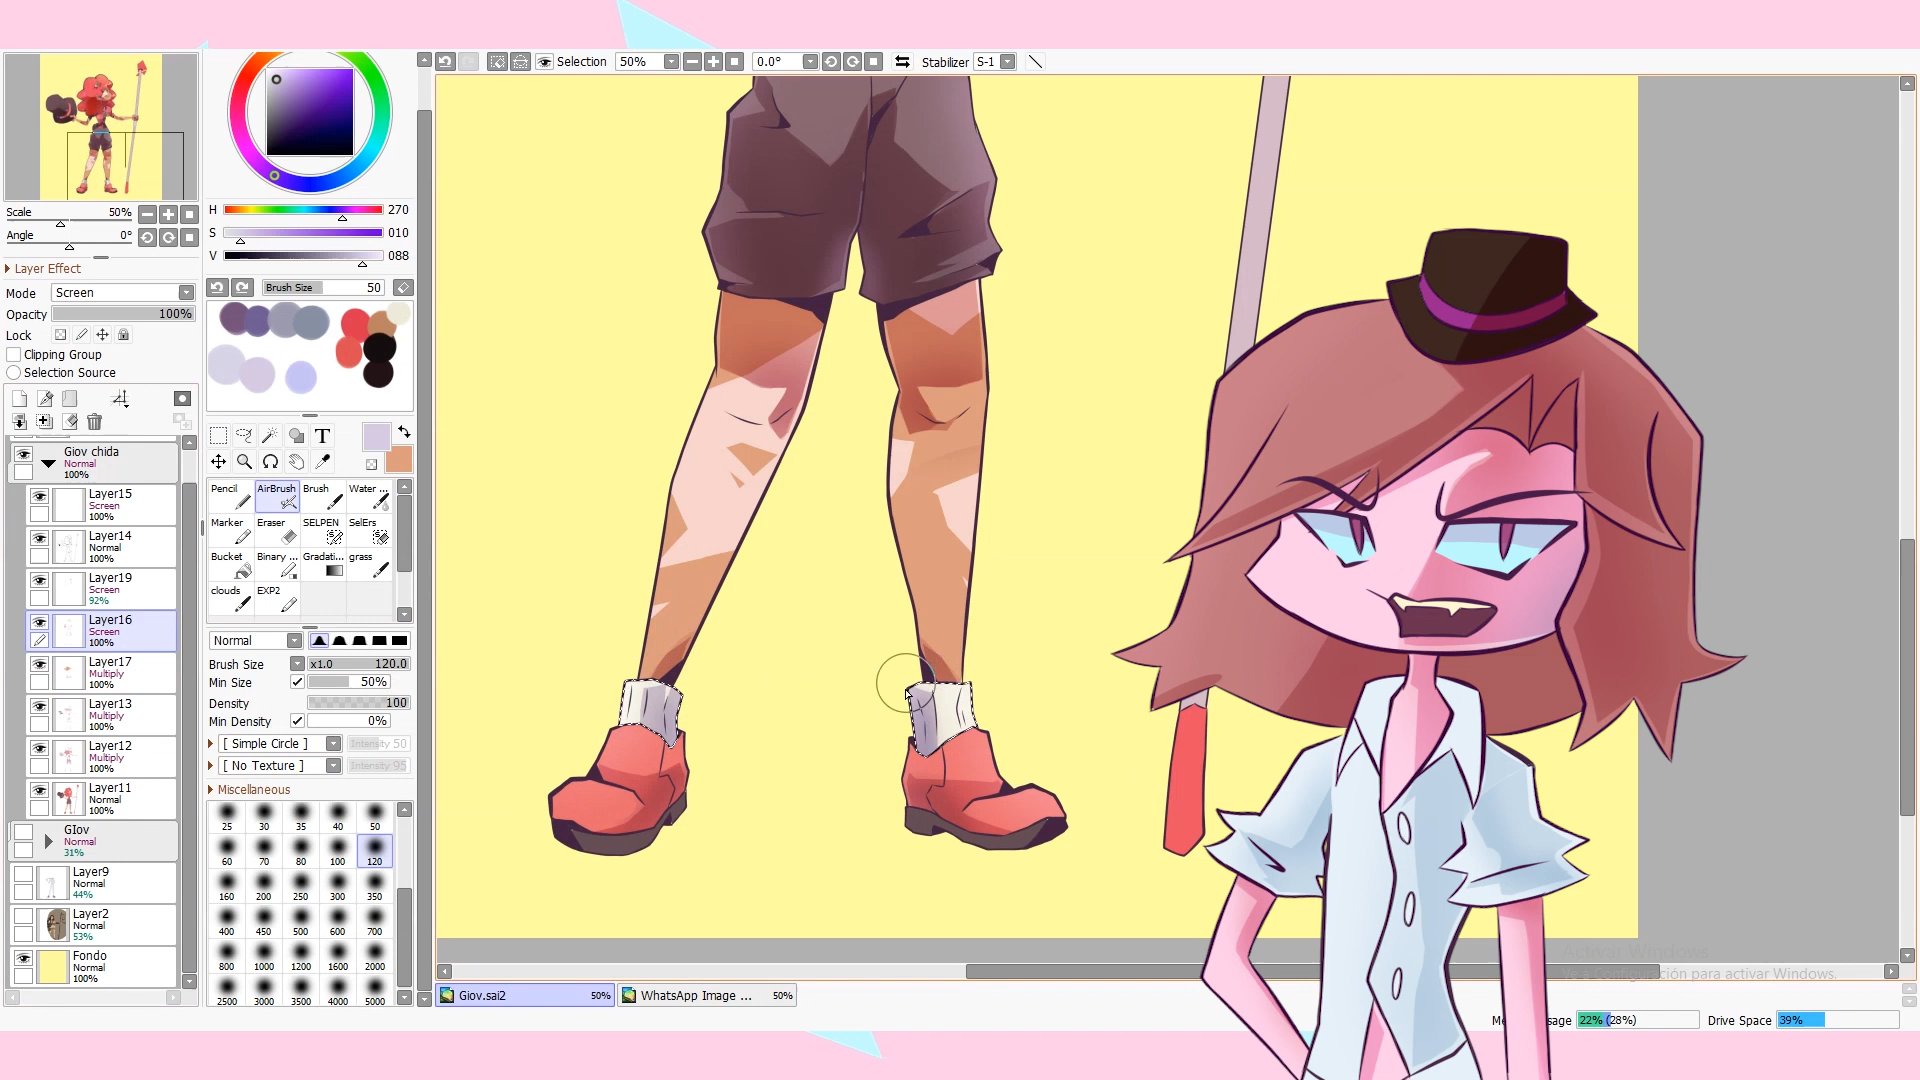 Selection
50%
0.0°
Stabilizer
S-1
Scale
50%
Angle
0°
Layer Effect
Mode
Screen
Opacity
100%
Lock
Clipping Group
Selection Source
Giov chida
Normal
100%
Layer15
Screen
100%
Layer14
Normal
100%
Layer19
Screen
92%
Layer16
Screen
100%
Layer17
Multiply
100%
Layer13
Multiply
100%
Layer12
Multiply
100%
Layer11
Normal
100%
GIov
Normal
31%
Layer9
Normal
44%
Layer2
Normal
53%
Fondo
Normal
100%
H 270
S 010
V 088
Brush Size 50
T
Pencil AirBrush Brush Water ...
Marker Eraser SELPEN SelErs
Bucket Binary ... Gradati... grass
clouds EXP2
Normal
Brush Size x1.0 120.0
Min Size 50%
Density 100
Min Density 0%
[ Simple Circle ] Intensity 50
[ No Texture ] Intensity 95
Miscellaneous
25 30 35 40 50
60 70 80 100 120
160 200 250 300 350
400 450 500 600 700
800 1000 1200 1600 2000
2500 3000 3500 4000 5000
Giov.sai2 50%
WhatsApp Image ... 50%
Activar Windows
Ve a Configuración para activar Windows.
22% (28%)
Drive Space 39%